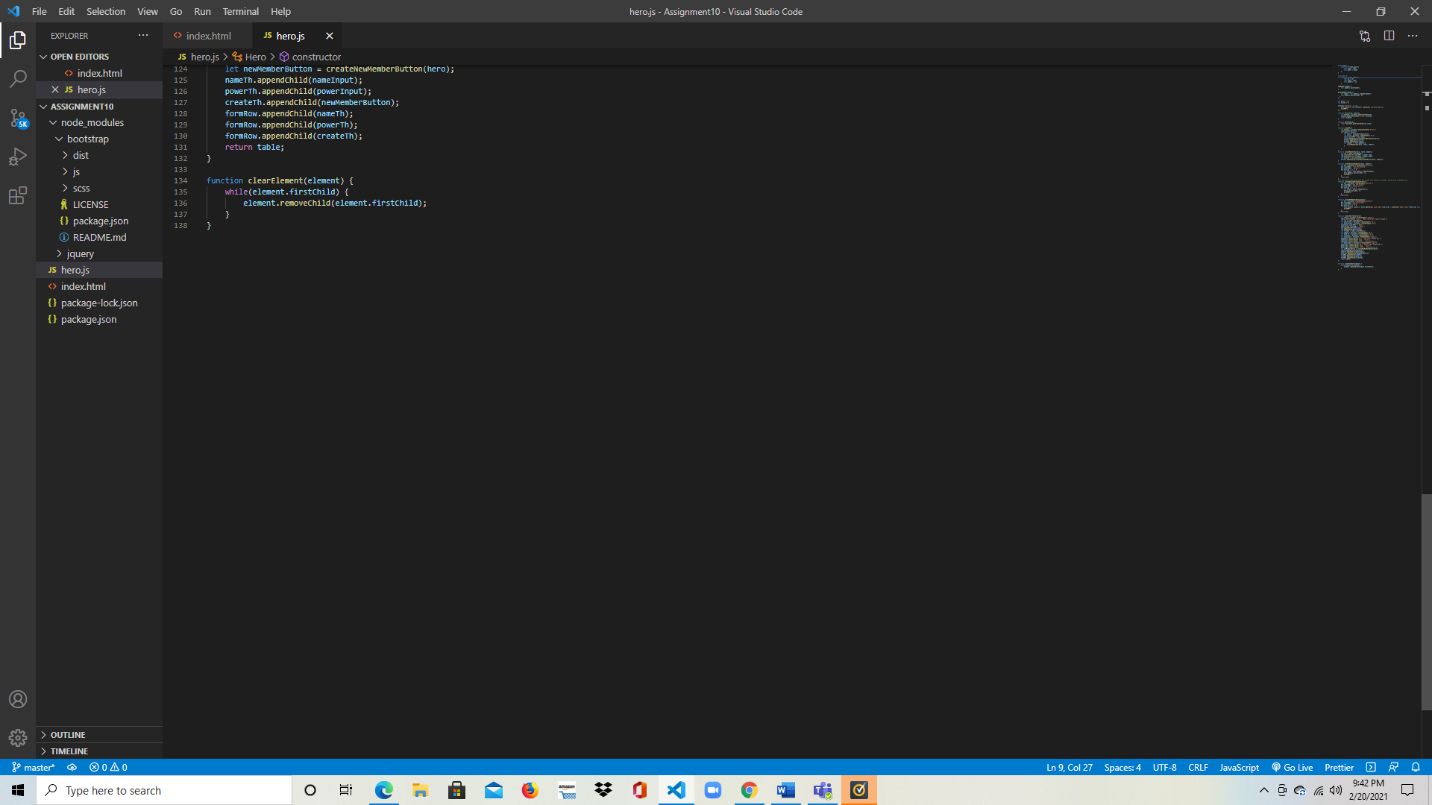 File Edit Selection View Go Run Terminal Help
hero.js - Assignment10 - Visual Studio Code
EXPLORER
index.html
JS hero.js
OPEN EDITORS
index.html
JS hero.js
ASSIGNMENT10
node_modules
bootstrap
dist
js
scss
LICENSE
{} package.json
README.md
jquery
JS hero.js
index.html
{} package-lock.json
{} package.json
OUTLINE
TIMELINE
5K
JS hero.js > Hero > constructor
124 let newMemberButton = createNewMemberButton(hero);
125 nameTh.appendChild(nameInput);
126 powerTh.appendChild(powerInput);
127 createTh.appendChild(newMemberButton);
128 formRow.appendChild(nameTh);
129 formRow.appendChild(powerTh);
130 formRow.appendChild(createTh);
131 return table;
132 }
133
134 function clearElement(element) {
135 while(element.firstChild) {
136 element.removeChild(element.firstChild);
137 }
138 }
master* 0 0
Ln 9, Col 27 Spaces: 4 UTF-8 CRLF JavaScript Go Live Prettier
Type here to search
9:42 PM
2/20/2021